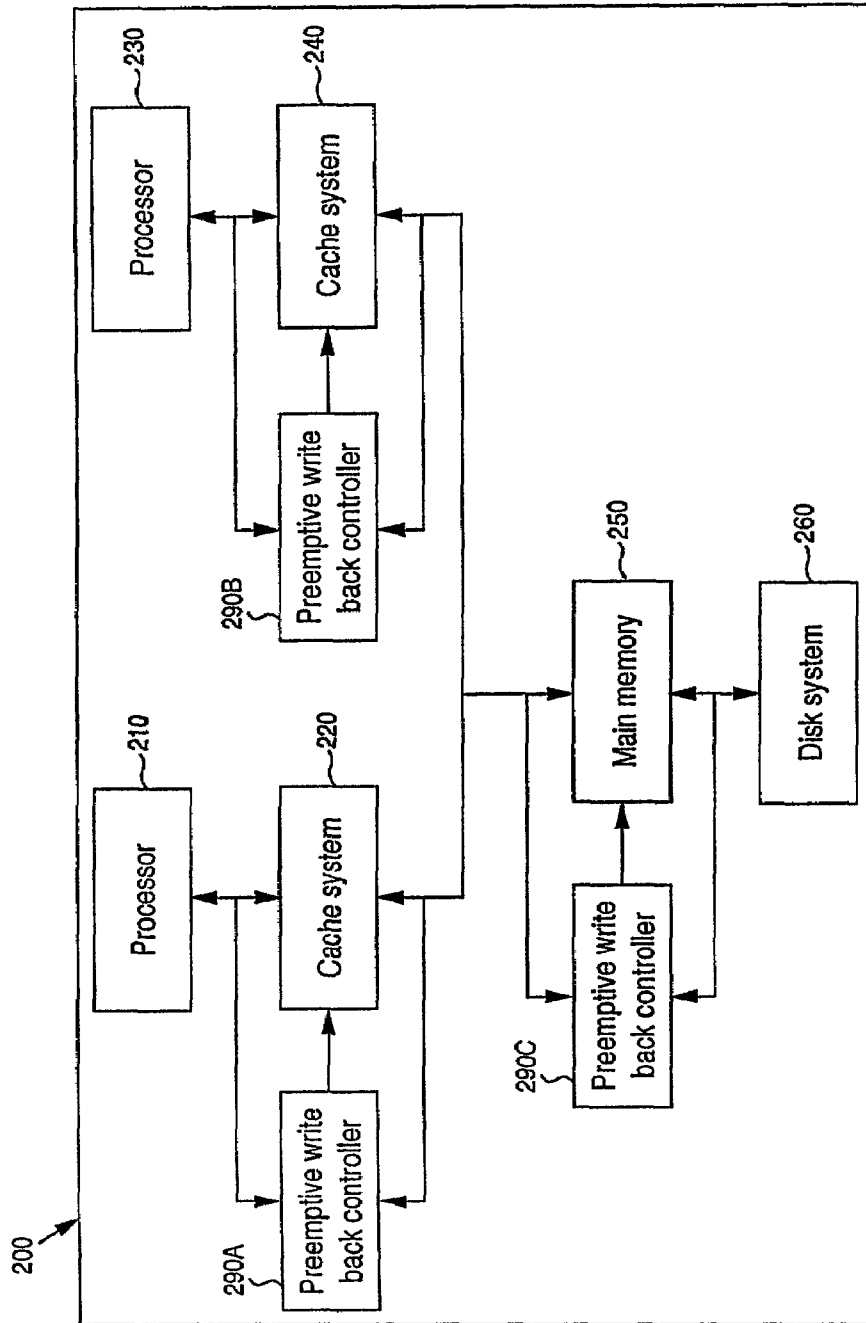 200
210
Processor
230
Processor
220
Cache system
240
Cache system
290A
Preemptive write
back controller
290B
Preemptive write
back controller
250
Main memory
290C
Preemptive write
back controller
260
Disk system